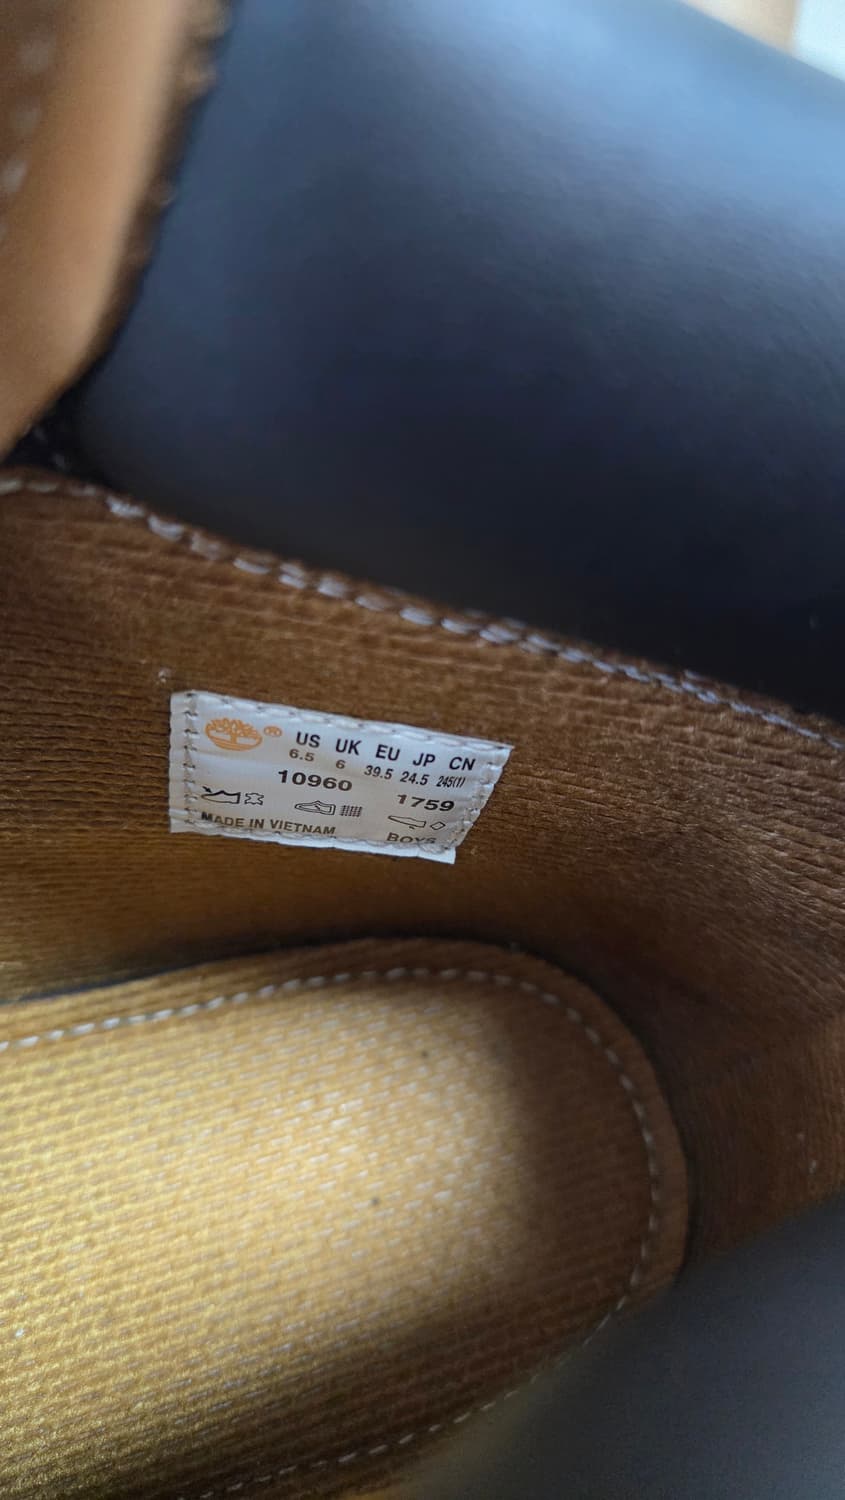 ® US UK EU JP CN
6.5 6 39.5 24.5 245(1)
10960 1759
MADE IN VIETNAM BOYS